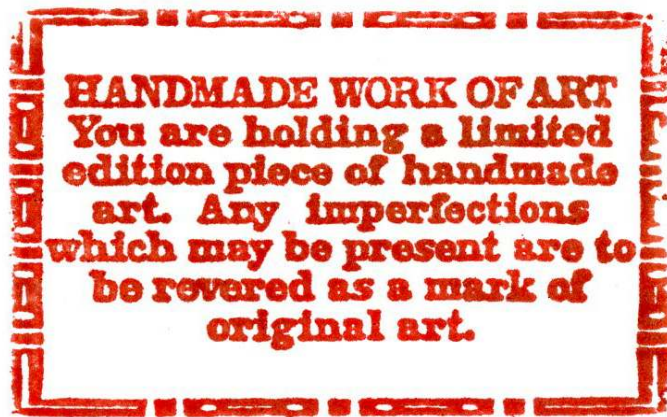 HANDMADE WORK OF ART
You are holding a limited
edition piece of handmade
art. Any imperfections
which may be present are to
be revered as a mark of
original art.